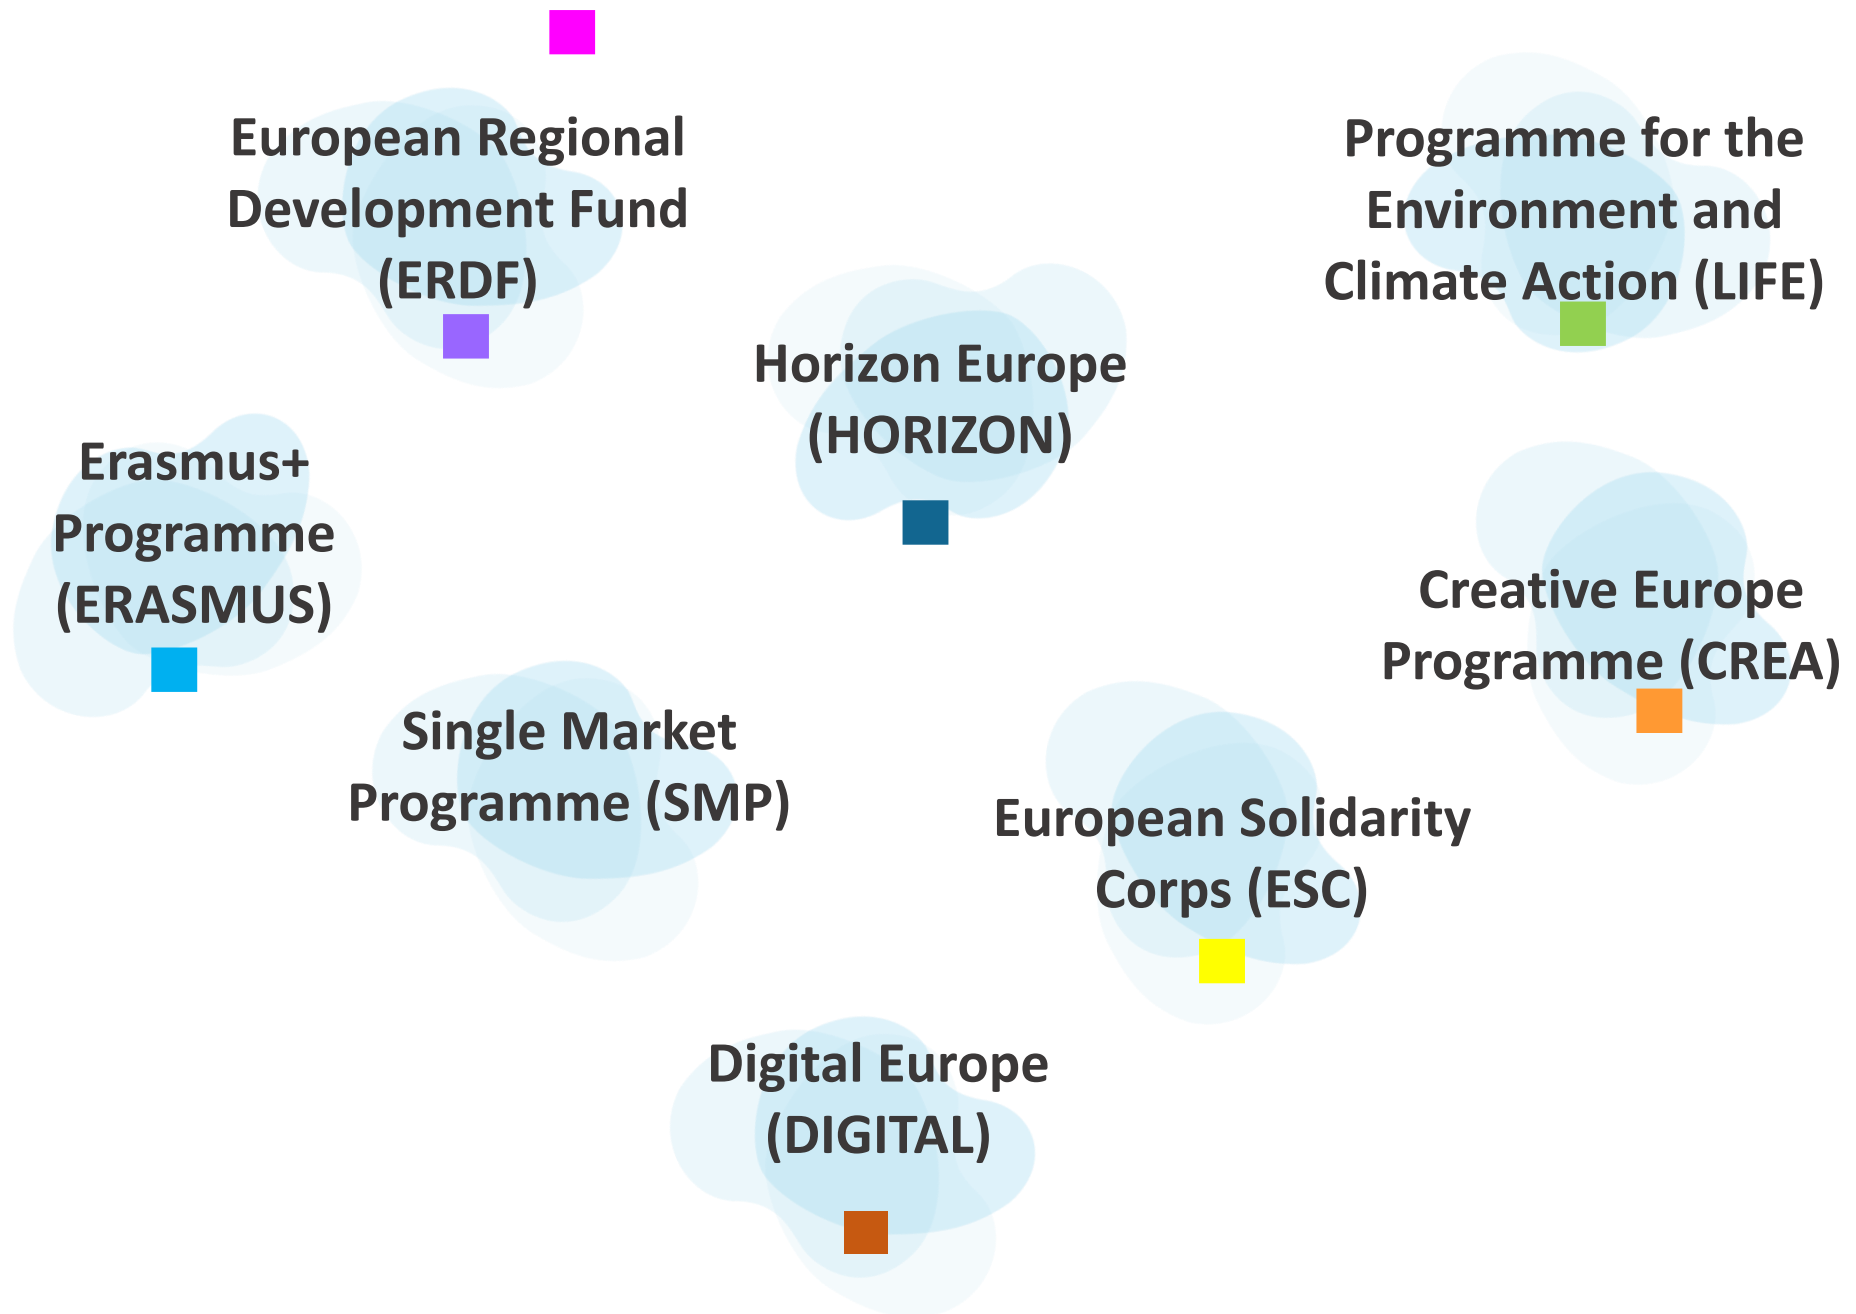 European Regional
Development Fund
(ERDF)
Programme for the
Environment and
Climate Action (LIFE)
Horizon Europe
(HORIZON)
Erasmus+
Programme
(ERASMUS)
Creative Europe
Programme (CREA)
Single Market
Programme (SMP)
European Solidarity
Corps (ESC)
Digital Europe
(DIGITAL)